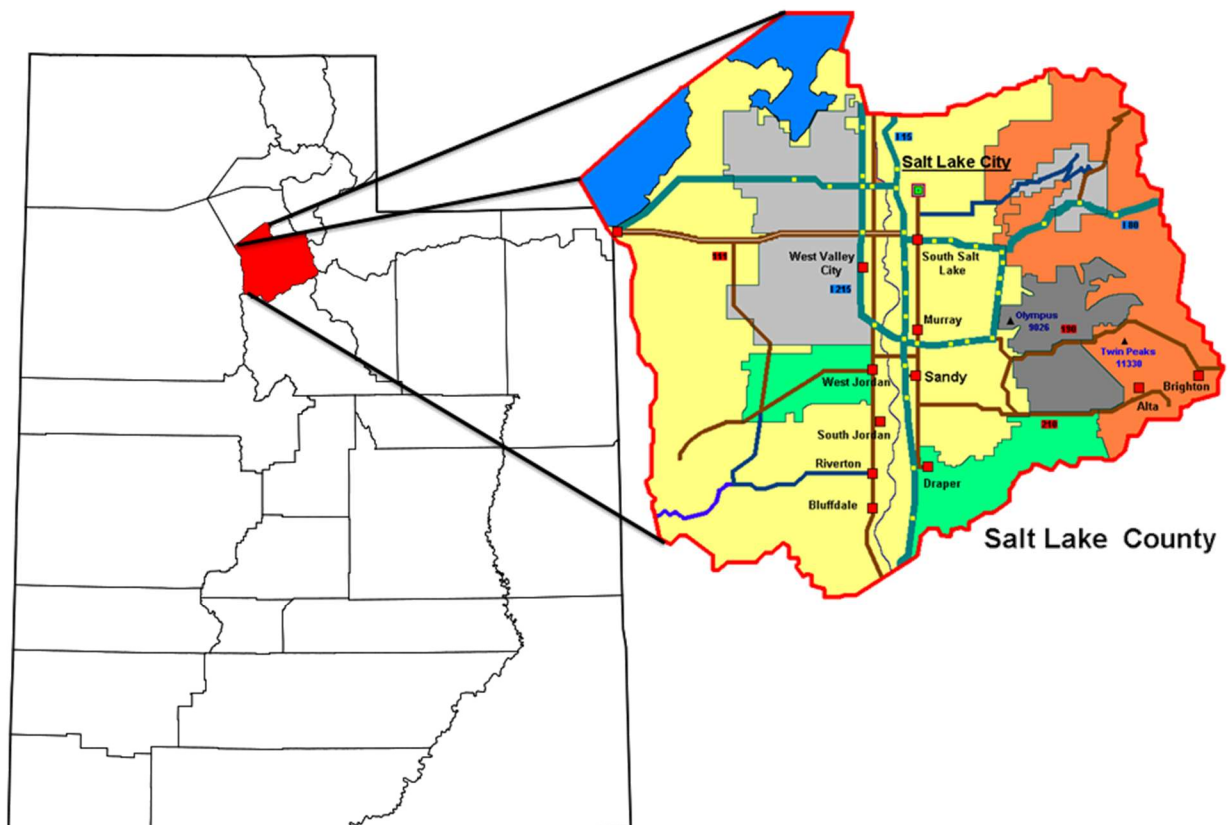 I 15
Salt Lake City
I 80
111
West Valley
City
South Salt
Lake
I 215
Olympus
9026
190
Murray
Twin Peaks
11330
West Jordan
Sandy
Brighton
Alta
210
South Jordan
Riverton
Draper
Bluffdale
Salt Lake County